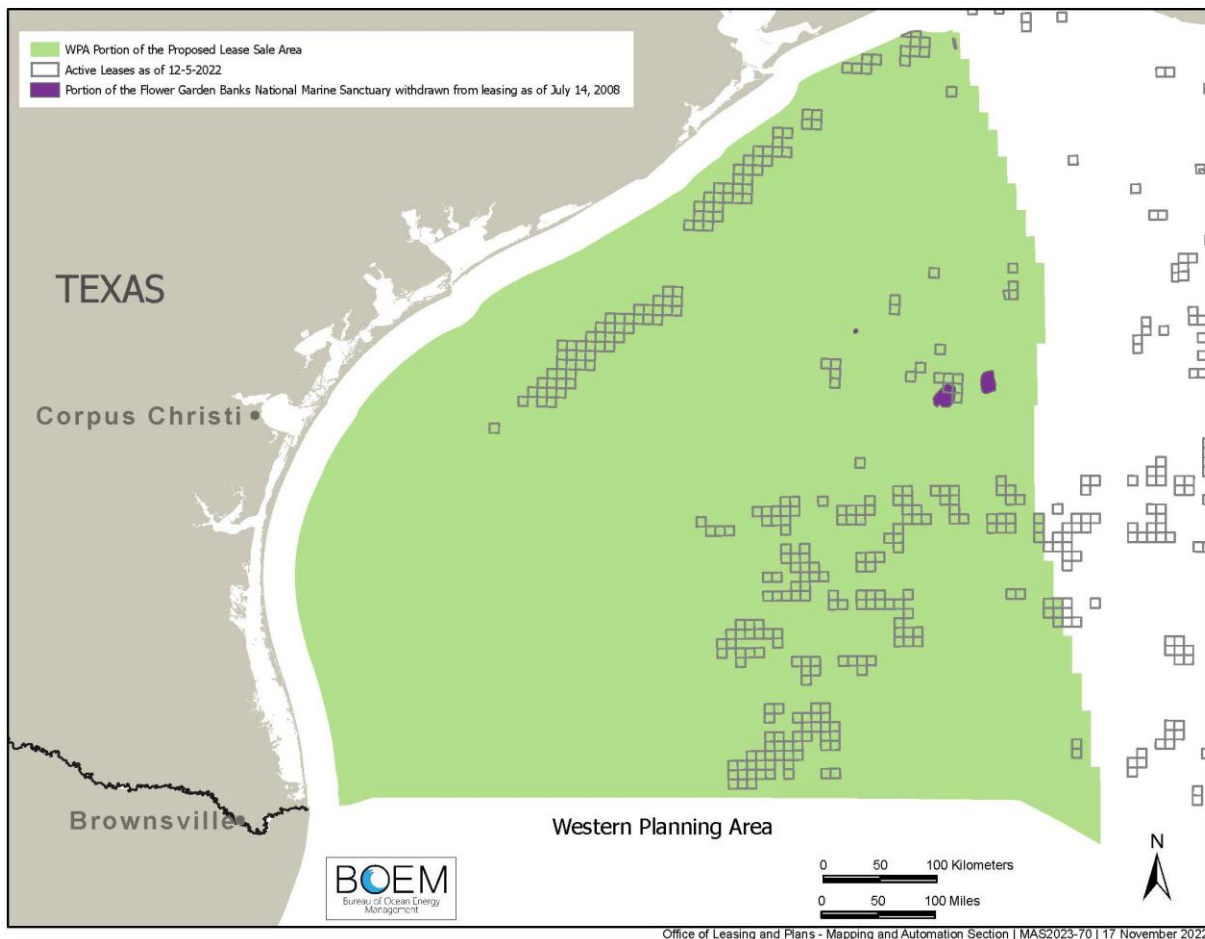 WPA Portion of the Proposed Lease Sale Area
Active Leases as of 12-5-2022
Portion of the Flower Garden Banks National Marine Sanctuary withdrawn from leasing as of July 14, 2008
TEXAS
Corpus Christi
Brownsville
Western Planning Area
BOEM
Bureau of Ocean Energy
Management
0 50 100 Kilometers
0 50 100 Miles
N
Office of Leasing and Plans - Mapping and Automation Section | MAS2023-70 | 17 November 2022